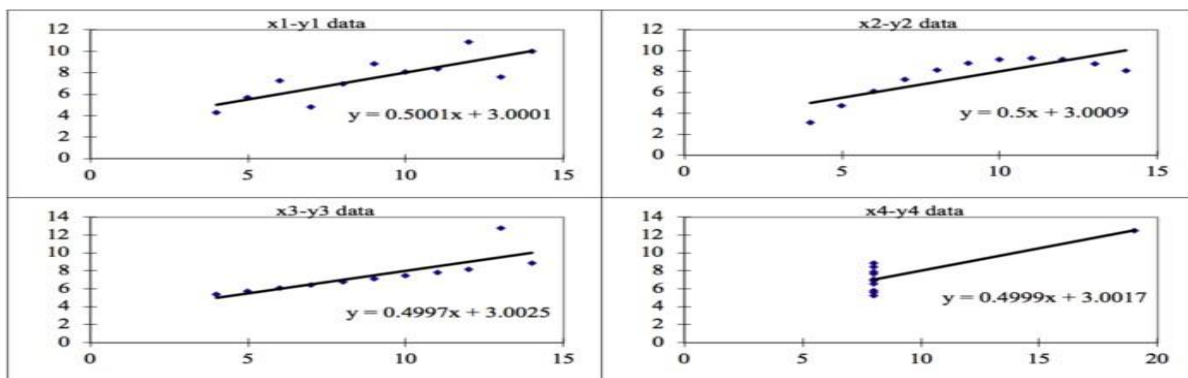 x1-y1 data
12
10
8
6
4
2
0
y = 0.5001x + 3.0001
0 5 10 15
x2-y2 data
12
10
8
6
4
2
0
y = 0.5x + 3.0009
0 5 10 15
x3-y3 data
14
12
10
8
6
4
2
0
y = 0.4997x + 3.0025
0 5 10 15
x4-y4 data
14
12
10
8
6
4
2
0
y = 0.4999x + 3.0017
0 5 10 15 20